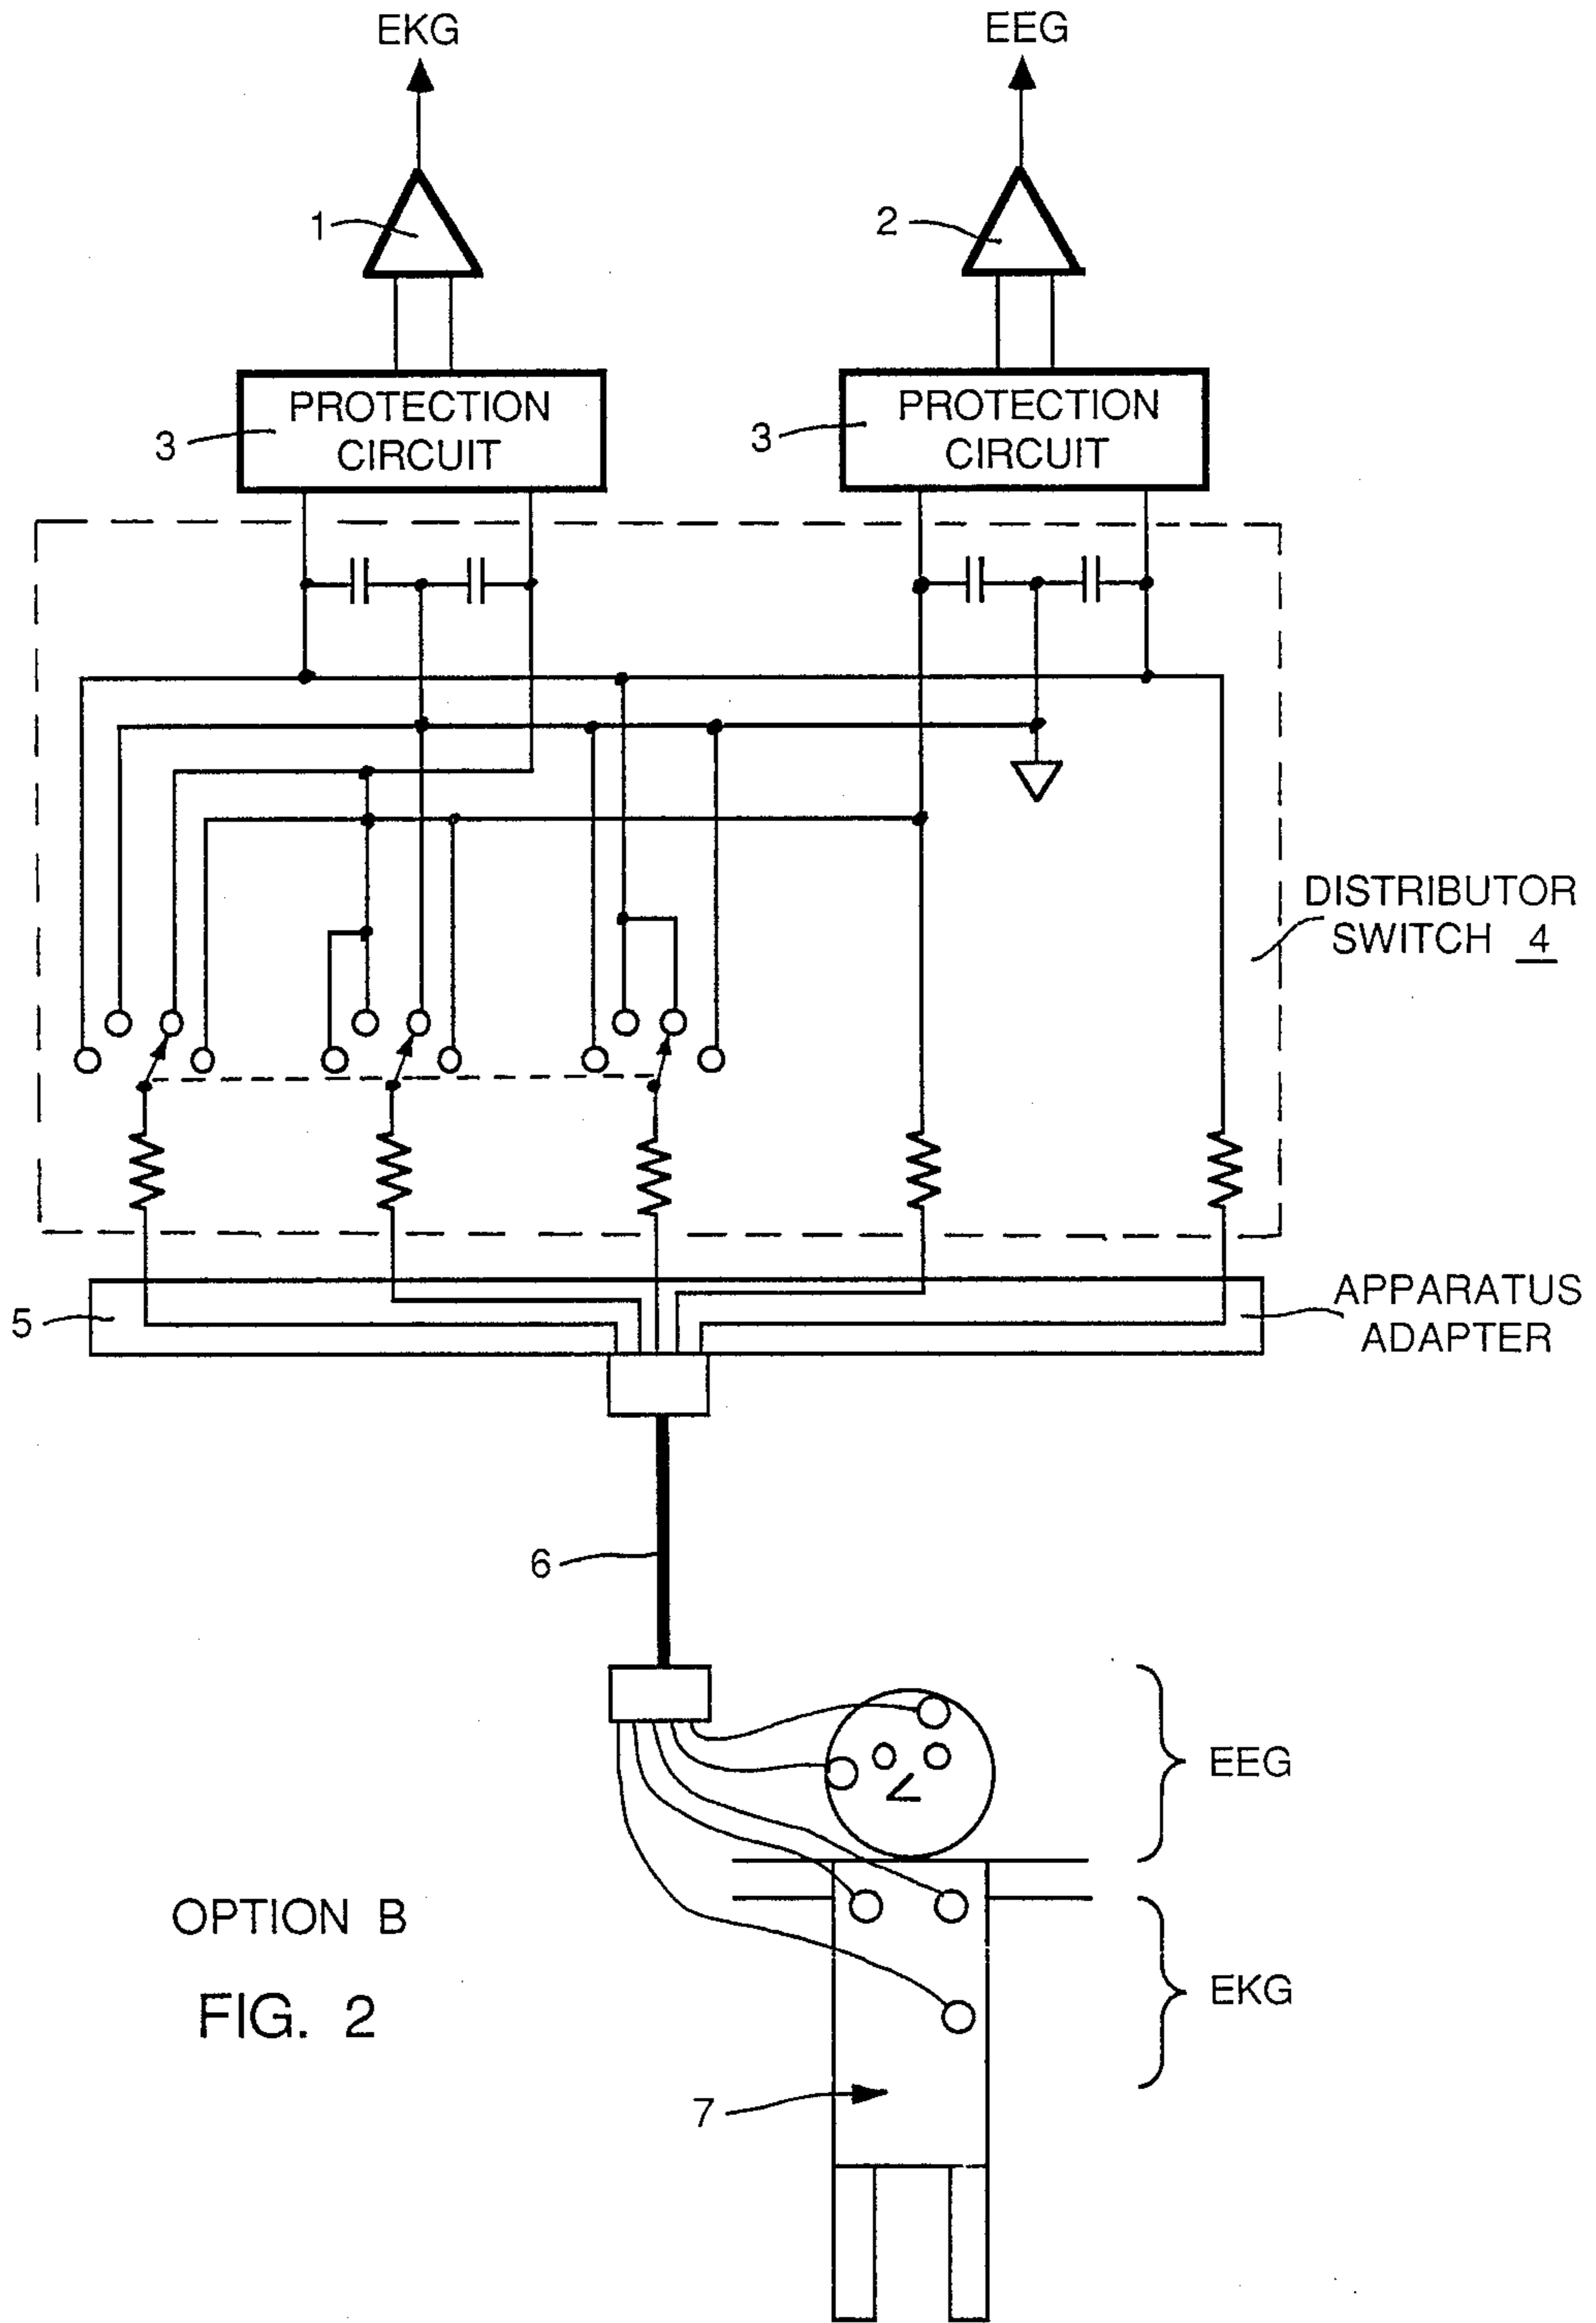 EKG
EEG
1
2
PROTECTION
CIRCUIT
3
PROTECTION
CIRCUIT
3
DISTRIBUTOR
SWITCH 4
5
APPARATUS
ADAPTER
6
EEG
OPTION B
FIG. 2
EKG
7